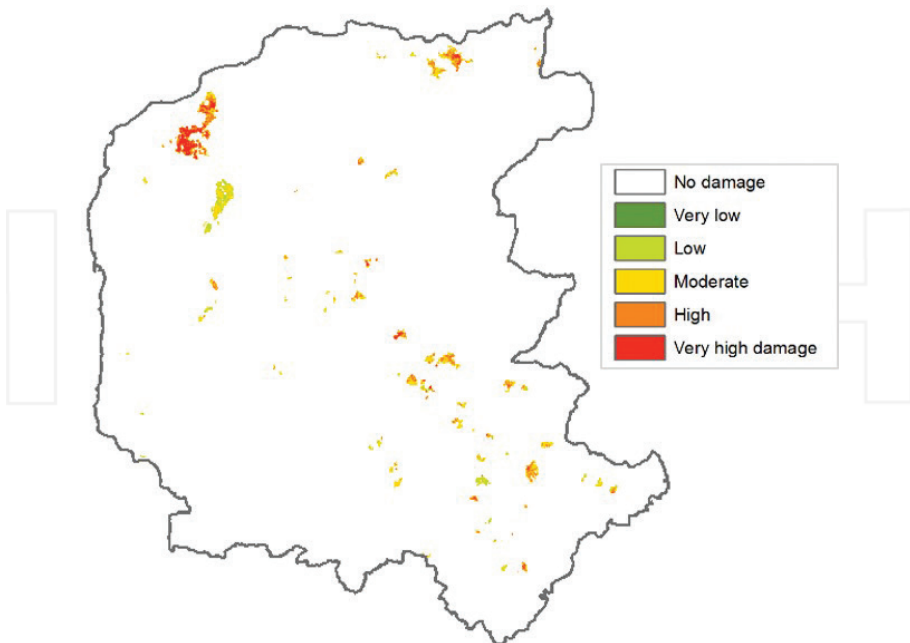 No damage
Very low
Low
Moderate
High
Very high damage